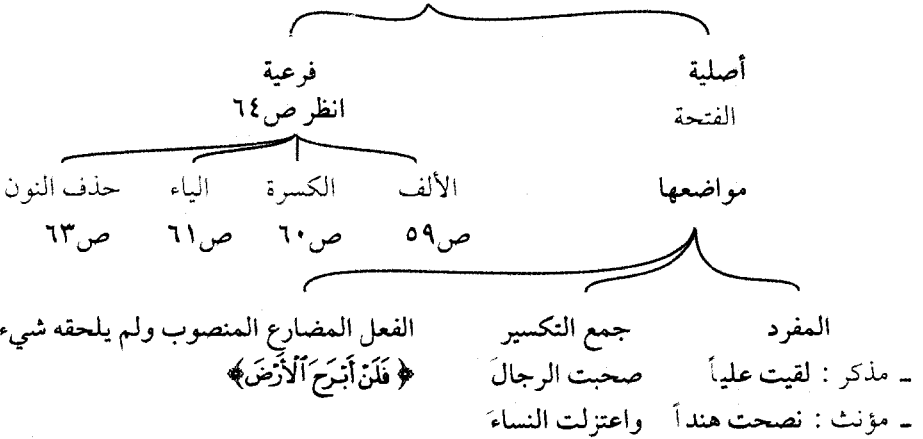 أصلية فرعية
الفتحة انظر ص٦٤
مواضعها الألف الكسرة الياء حذف النون
ص٥٩ ص٦٠ ص٦١ ص٦٣
المفرد جمع التكسير الفعل المضارع المنصوب ولم يلحقه شيء
ـ مذكر : لقيت علياً صحبت الرجالَ ﴿فَلَنْ أَبْرَحَ ٱلْأَرْضَ﴾
ـ مؤنث : نصحت هنداً واعتزلت النساءَ